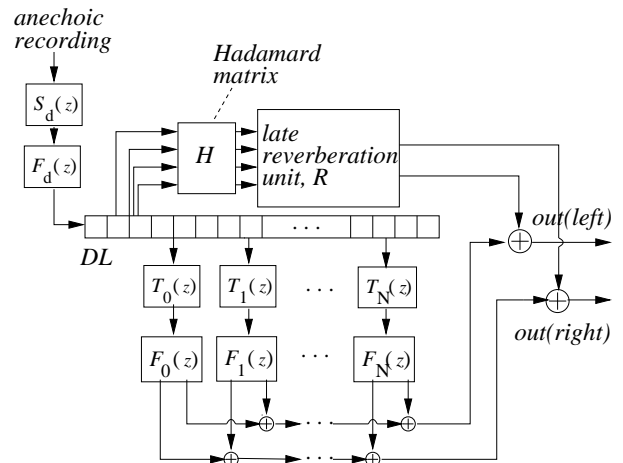 anechoic
recording
Hadamard
matrix
S_d(z)
H
late
reverberation
unit, R
F_d(z)
out(left)
DL
. . .
T_0(z)
T_1(z)
. . .
T_N(z)
out(right)
F_0(z)
F_1(z)
. . .
F_N(z)
. . .
. . .